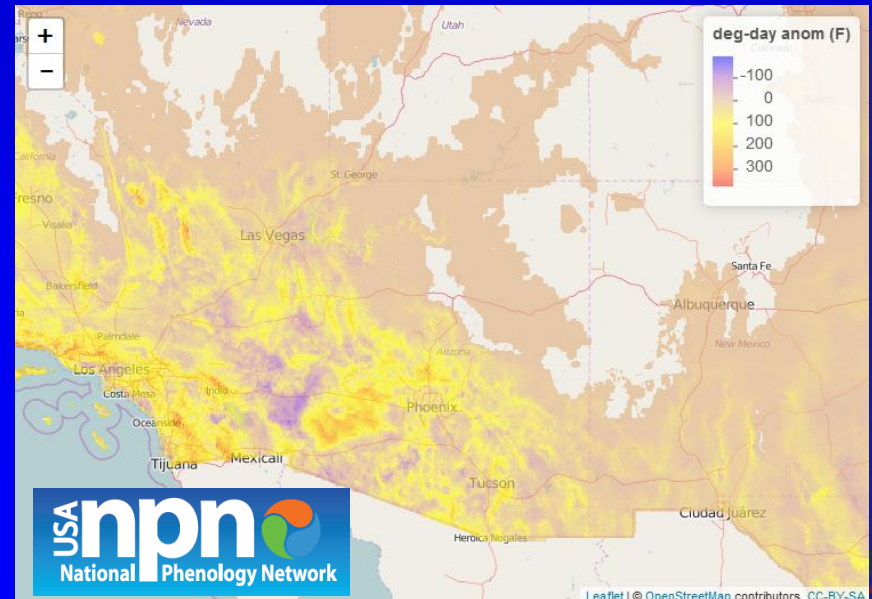 +
−
Reno
Nevada
Utah
Colorado
deg-day anom (F)
-100
0
100
200
300
California
Fresno
Visalia
St. George
Las Vegas
Bakersfield
Santa Fe
Albuquerque
New Mexico
Palmdale
Los Angeles
Costa Mesa
Indio
Arizona
Phoenix
Oceanside
Tijuana
Mexicali
Tucson
Ciudad Juárez
Heroica Nogales
USA npn
National Phenology Network
Leaflet | © OpenStreetMap contributors, CC-BY-SA